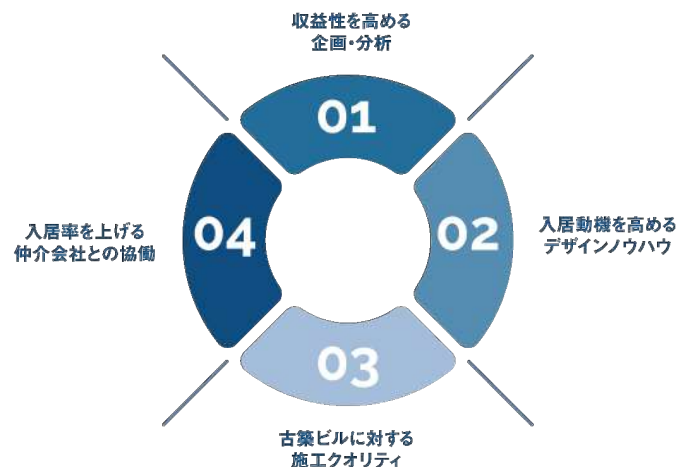 収益性を高める
企画・分析
01
入居動機を高める
デザインノウハウ
02
古築ビルに対する
施工クオリティ
03
入居率を上げる
仲介会社との協働
04